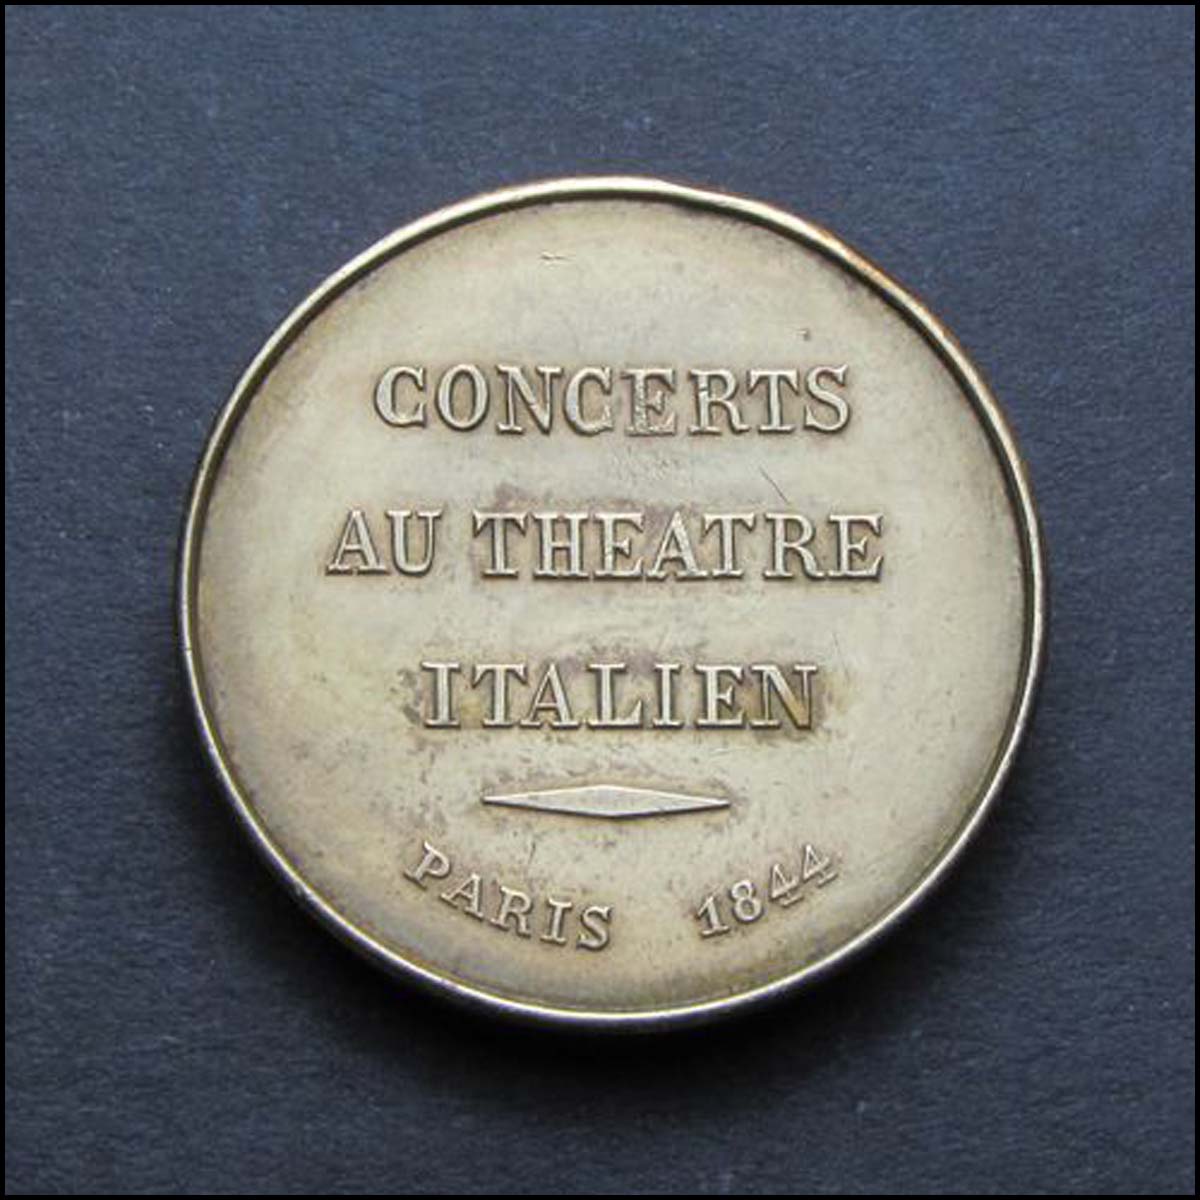 CONCERTS
AU THEATRE
ITALIEN
PARIS 1844